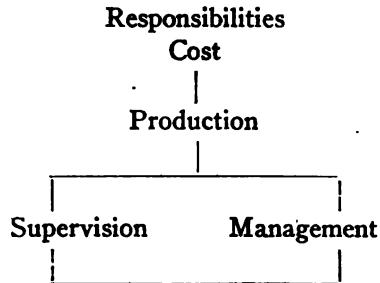 Responsibilities
Cost
Production
Supervision Management